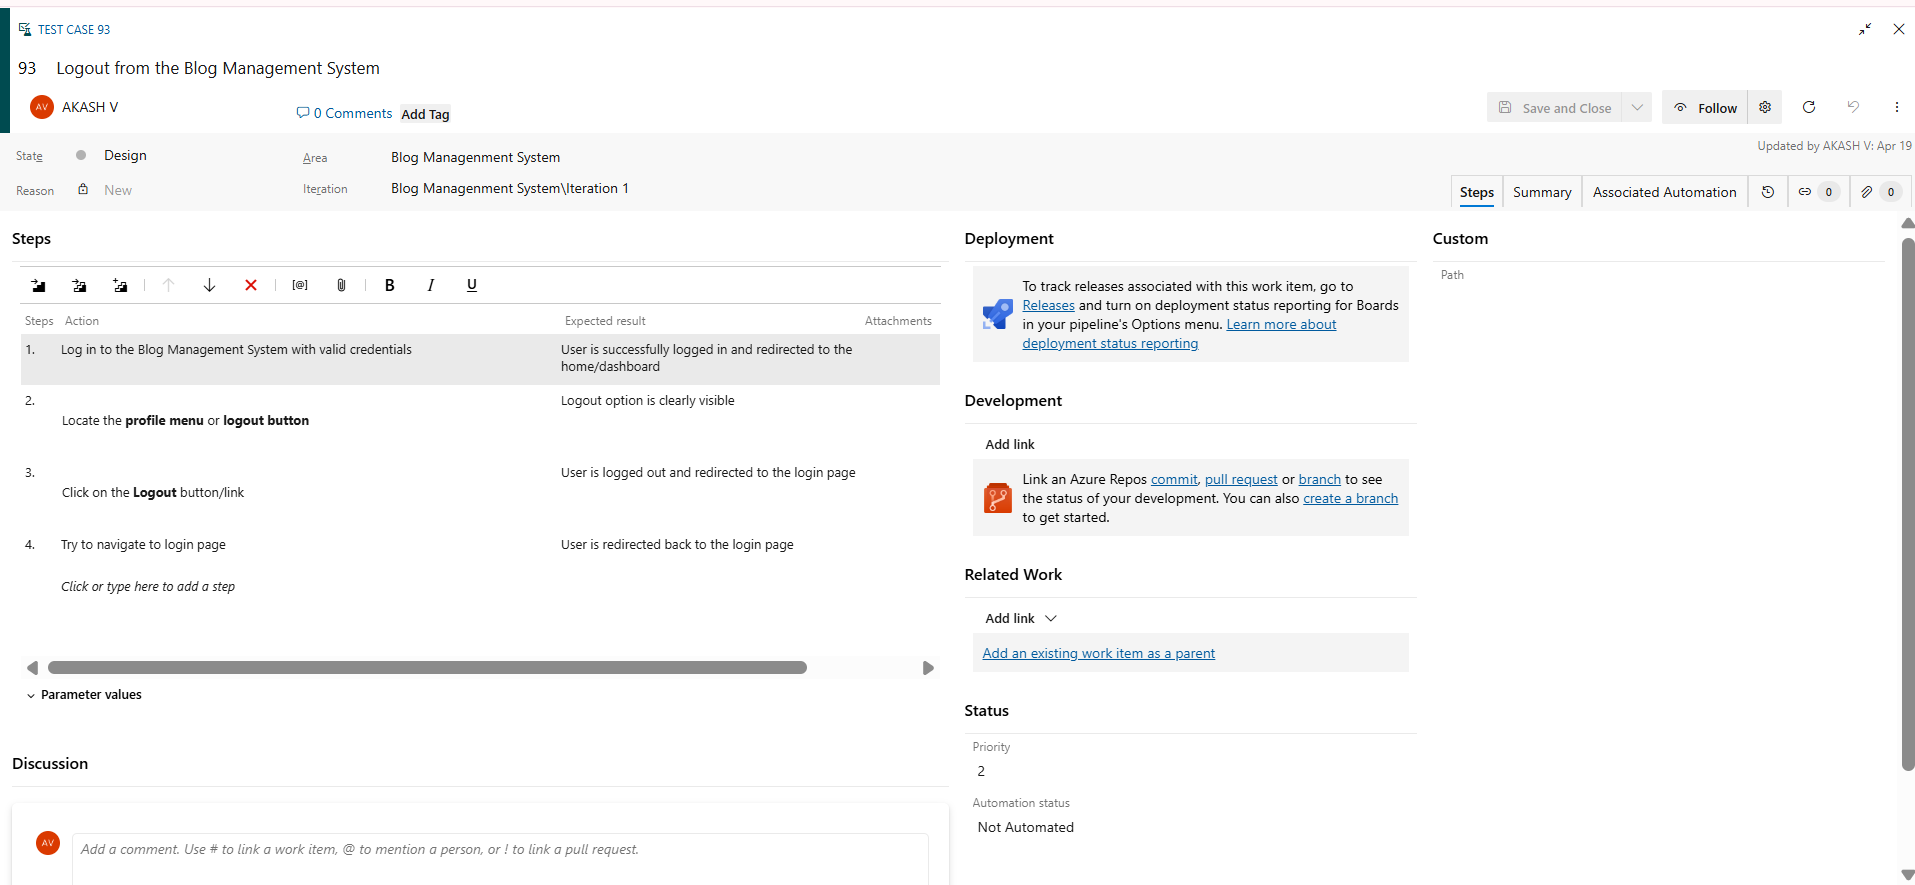 TEST CASE 93
93 Logout from the Blog Management System
AV AKASH V
0 Comments Add Tag
Save and Close
Follow
State Design
Area Blog Managenment System
Updated by AKASH V: Apr 19
Reason New
Iteration Blog Managenment System\Iteration 1
Steps Summary Associated Automation 0 0
Steps
[@] B I U
Steps Action Expected result Attachments
1. Log in to the Blog Management System with valid credentials User is successfully logged in and redirected to the
home/dashboard
2. Logout option is clearly visible
Locate the profile menu or logout button
3. User is logged out and redirected to the login page
Click on the Logout button/link
4. Try to navigate to login page User is redirected back to the login page
Click or type here to add a step
Parameter values
Discussion
AV Add a comment. Use # to link a work item, @ to mention a person, or ! to link a pull request.
Deployment
To track releases associated with this work item, go to
Releases and turn on deployment status reporting for Boards
in your pipeline's Options menu. Learn more about
deployment status reporting
Development
Add link
Link an Azure Repos commit, pull request or branch to see
the status of your development. You can also create a branch
to get started.
Related Work
Add link
Add an existing work item as a parent
Status
Priority
2
Automation status
Not Automated
Custom
Path